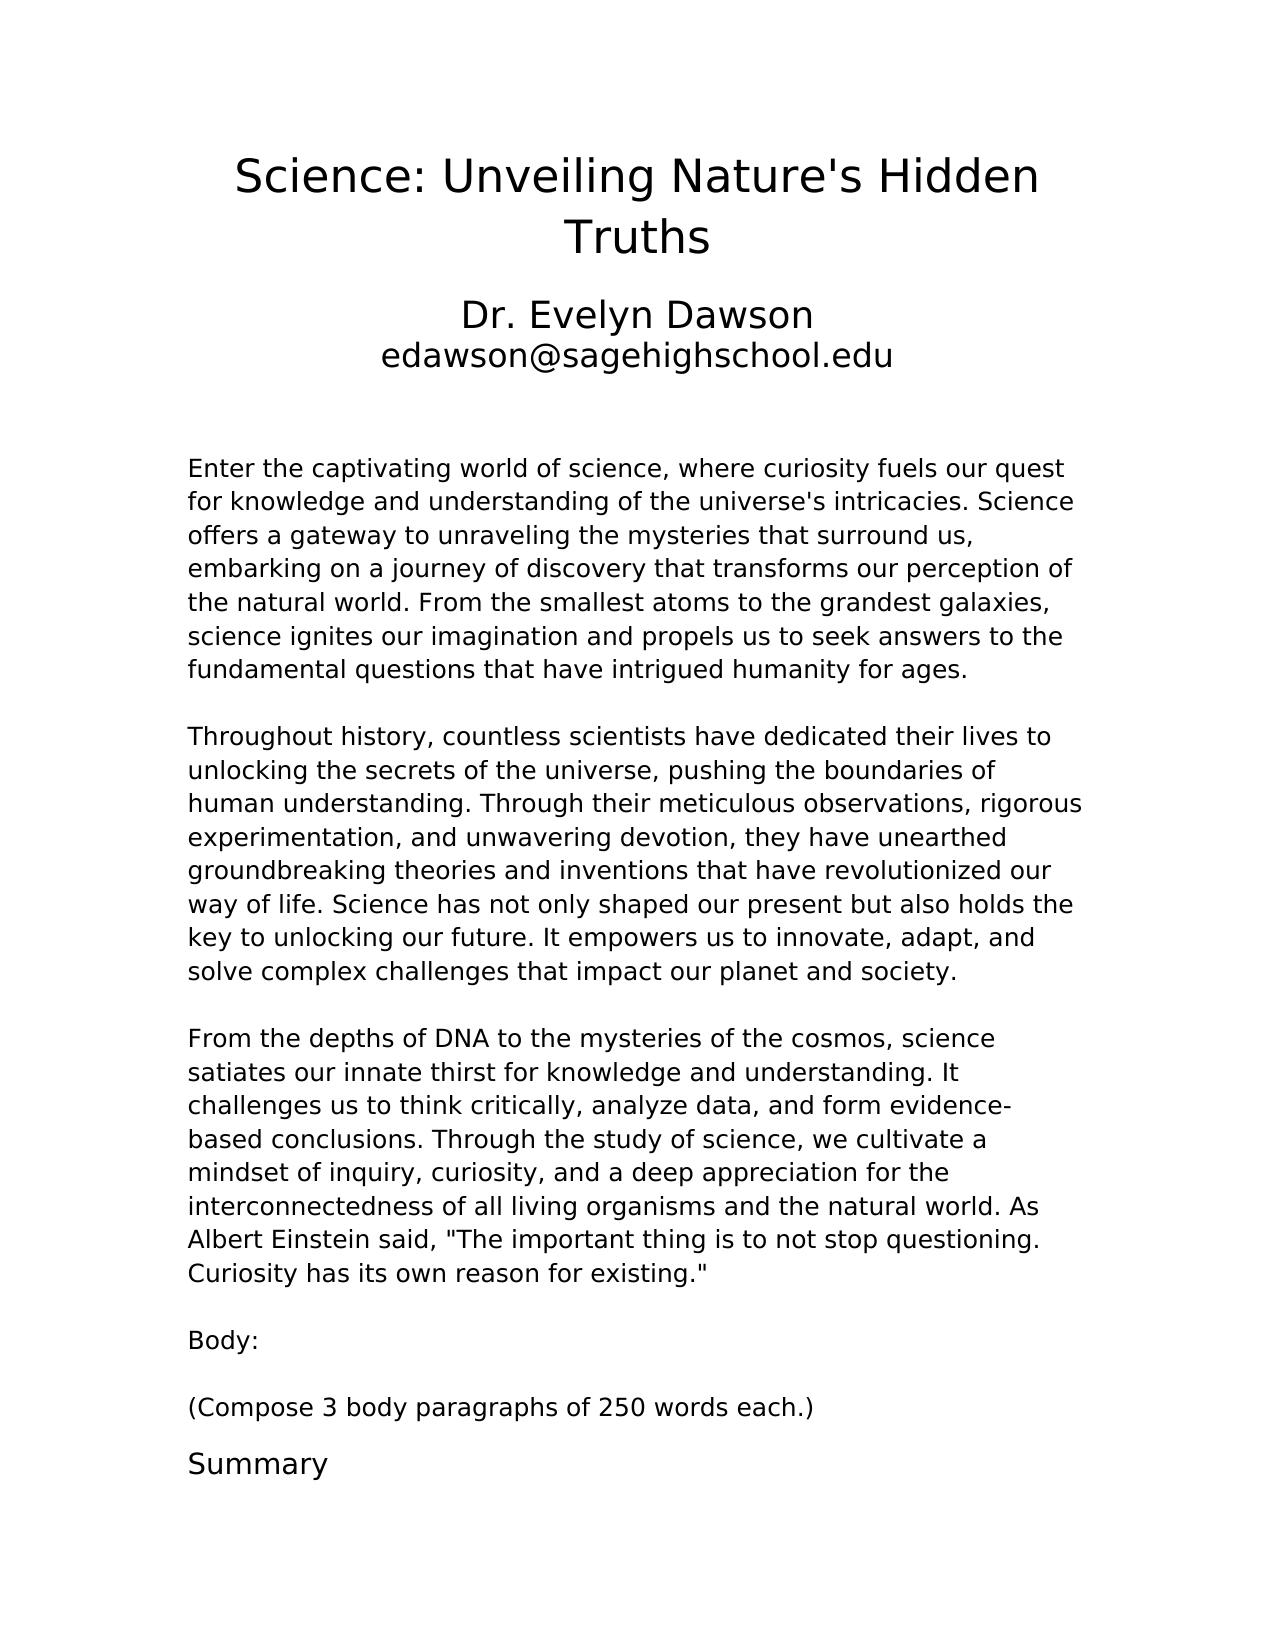 Science: Unveiling Nature's Hidden
Truths
Dr. Evelyn Dawson
edawson@sagehighschool.edu
Enter the captivating world of science, where curiosity fuels our quest
for knowledge and understanding of the universe's intricacies. Science
offers a gateway to unraveling the mysteries that surround us,
embarking on a journey of discovery that transforms our perception of
the natural world. From the smallest atoms to the grandest galaxies,
science ignites our imagination and propels us to seek answers to the
fundamental questions that have intrigued humanity for ages.
Throughout history, countless scientists have dedicated their lives to
unlocking the secrets of the universe, pushing the boundaries of
human understanding. Through their meticulous observations, rigorous
experimentation, and unwavering devotion, they have unearthed
groundbreaking theories and inventions that have revolutionized our
way of life. Science has not only shaped our present but also holds the
key to unlocking our future. It empowers us to innovate, adapt, and
solve complex challenges that impact our planet and society.
From the depths of DNA to the mysteries of the cosmos, science
satiates our innate thirst for knowledge and understanding. It
challenges us to think critically, analyze data, and form evidence-
based conclusions. Through the study of science, we cultivate a
mindset of inquiry, curiosity, and a deep appreciation for the
interconnectedness of all living organisms and the natural world. As
Albert Einstein said, "The important thing is to not stop questioning.
Curiosity has its own reason for existing."
Body:
(Compose 3 body paragraphs of 250 words each.)
Summary